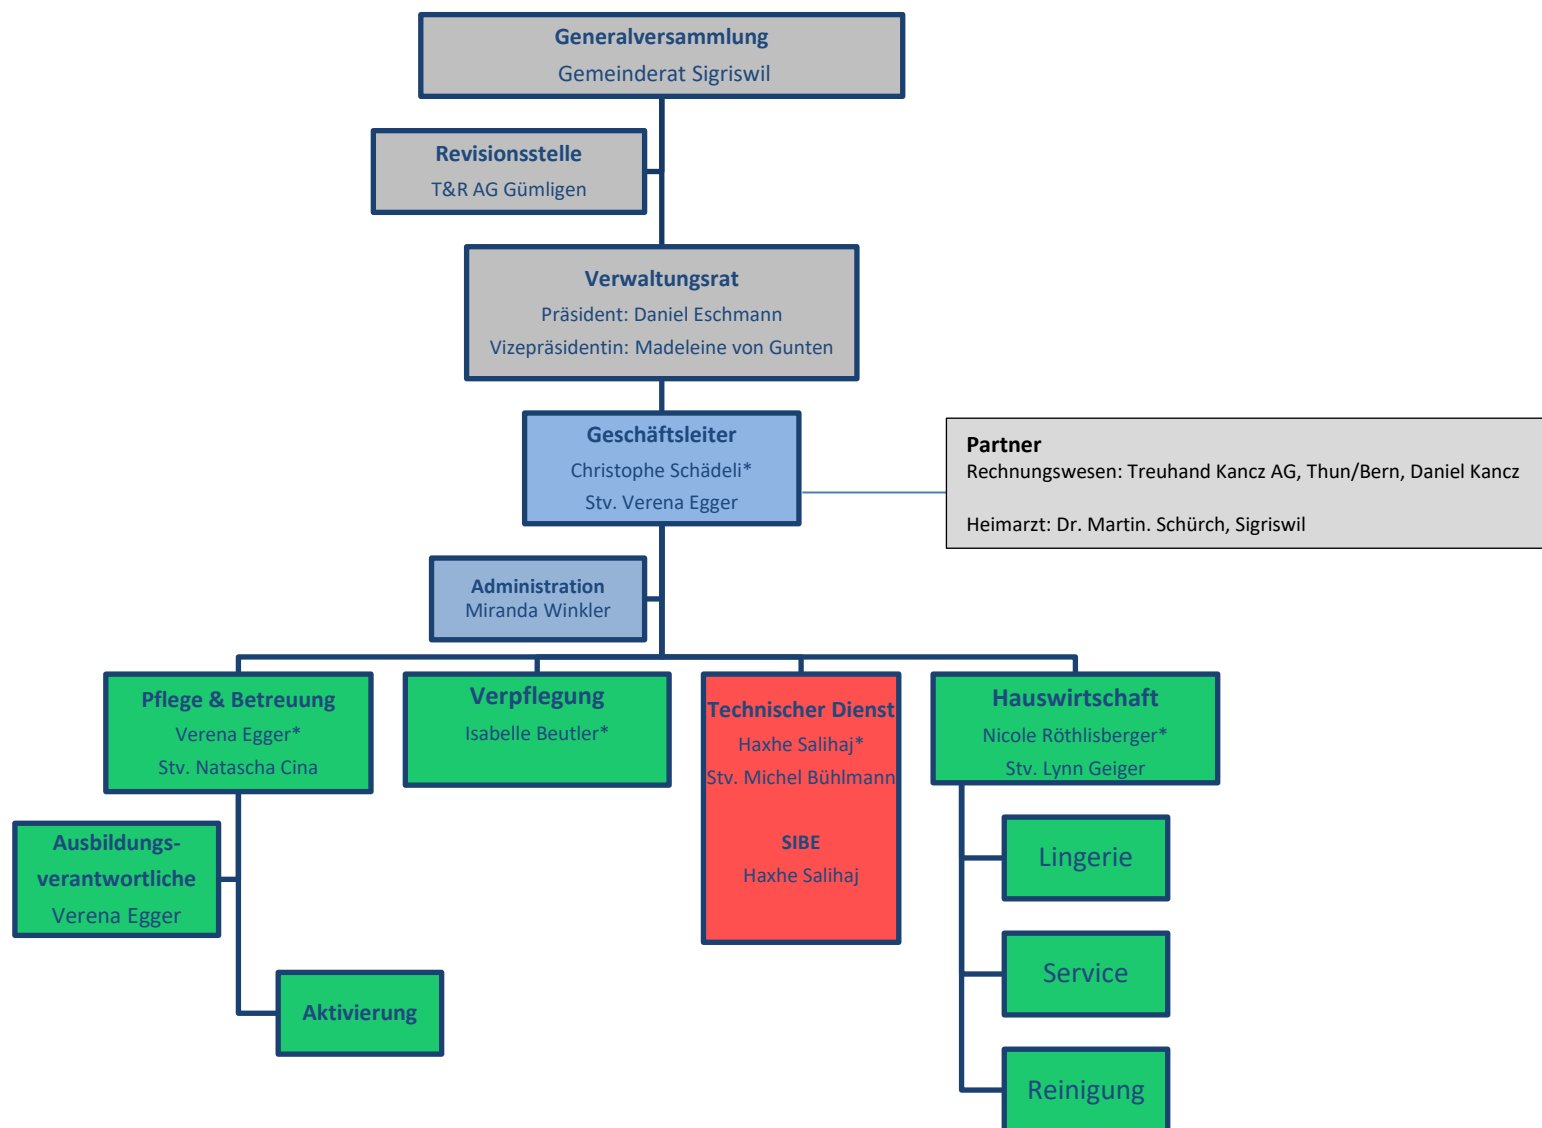 Generalversammlung
Gemeinderat Sigriswil
Revisionsstelle
T&R AG Gümligen
Verwaltungsrat
Präsident: Daniel Eschmann
Vizepräsidentin: Madeleine von Gunten
Geschäftsleiter
Christophe Schädeli*
Stv. Verena Egger
Partner
Rechnungswesen: Treuhand Kancz AG, Thun/Bern, Daniel Kancz
Heimarzt: Dr. Martin. Schürch, Sigriswil
Administration
Miranda Winkler
Pflege & Betreuung
Verena Egger*
Stv. Natascha Cina
Verpflegung
Isabelle Beutler*
Technischer Dienst
Haxhe Salihaj*
Stv. Michel Bühlmann
SIBE
Haxhe Salihaj
Hauswirtschaft
Nicole Röthlisberger*
Stv. Lynn Geiger
Ausbildungs-
verantwortliche
Verena Egger
Aktivierung
Lingerie
Service
Reinigung